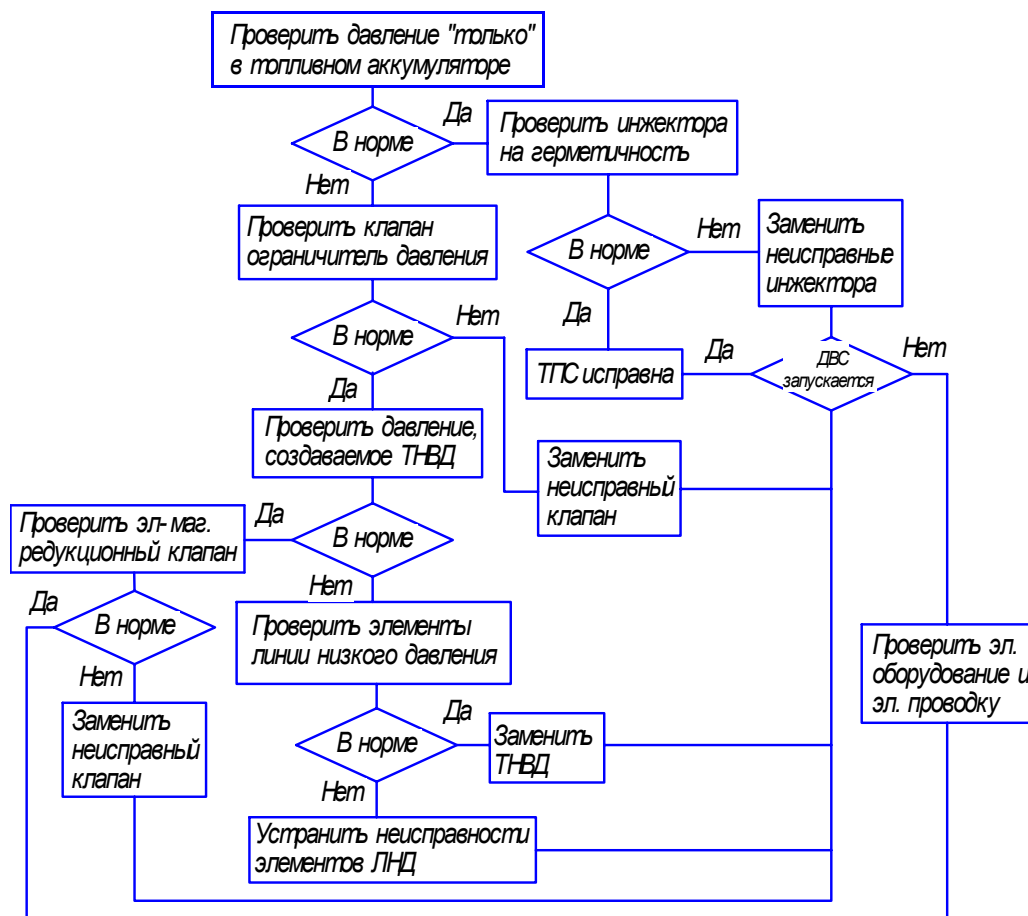 Проверить давление "только"
в топливном аккумуляторе
Да
В норме
Проверить инжектора
на герметичность
Нет
Проверить клапан
ограничитель давления
В норме
Нет
Заменить
неисправные
инжектора
Да
В норме
Нет
Да
ТПС исправна
Да
ДВС
запускается
Нет
Проверить давление,
создаваемое ТНВД
Заменить
неисправный
клапан
Проверить эл-маг.
редукционный клапан
Да
В норме
Нет
Да
В норме
Проверить элементы
линии низкого давления
Проверить эл.
оборудование и
эл. проводку
Нет
Заменить
неисправный
клапан
Да
В норме
Заменить
ТНВД
Нет
Устранить неисправности
элементов ЛНД